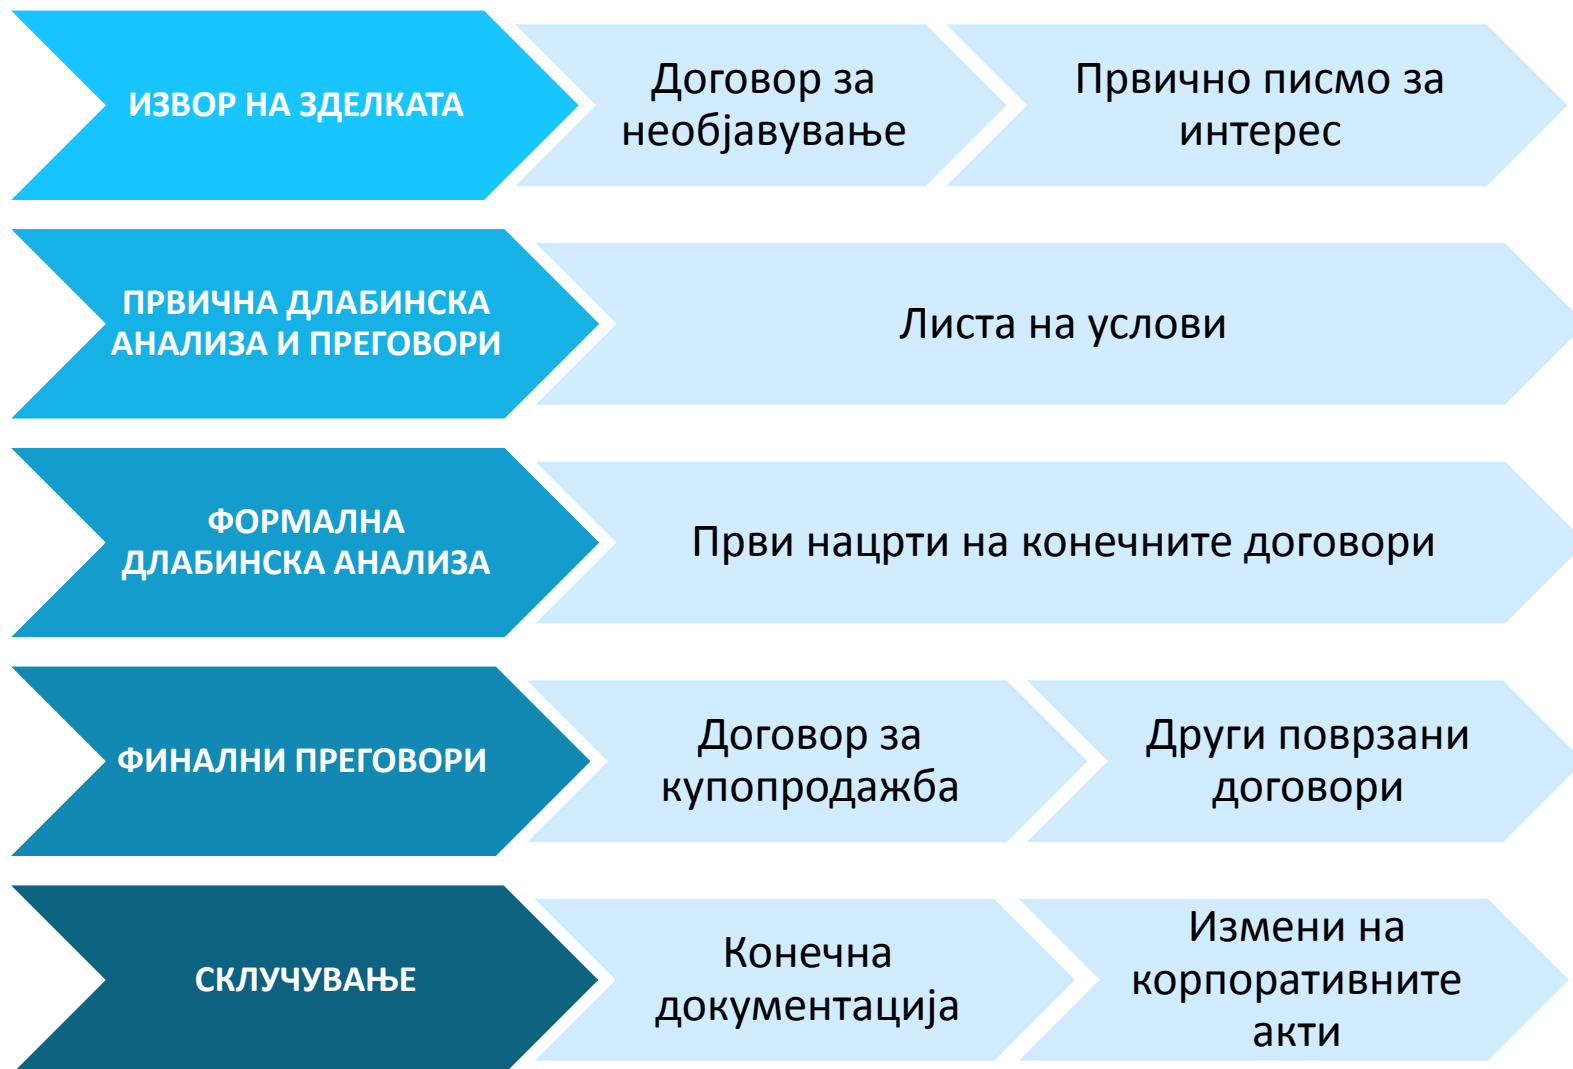 ИЗВОР НА ЗДЕЛКАТА
Договор за
необјавување
Првично писмо за
интерес
ПРВИЧНА ДЛАБИНСКА
АНАЛИЗА И ПРЕГОВОРИ
Листа на услови
ФОРМАЛНА
ДЛАБИНСКА АНАЛИЗА
Први нацрти на конечните договори
ФИНАЛНИ ПРЕГОВОРИ
Договор за
купопродажба
Други поврзани
договори
СКЛУЧУВАЊЕ
Конечна
документација
Измени на
корпоративните
акти